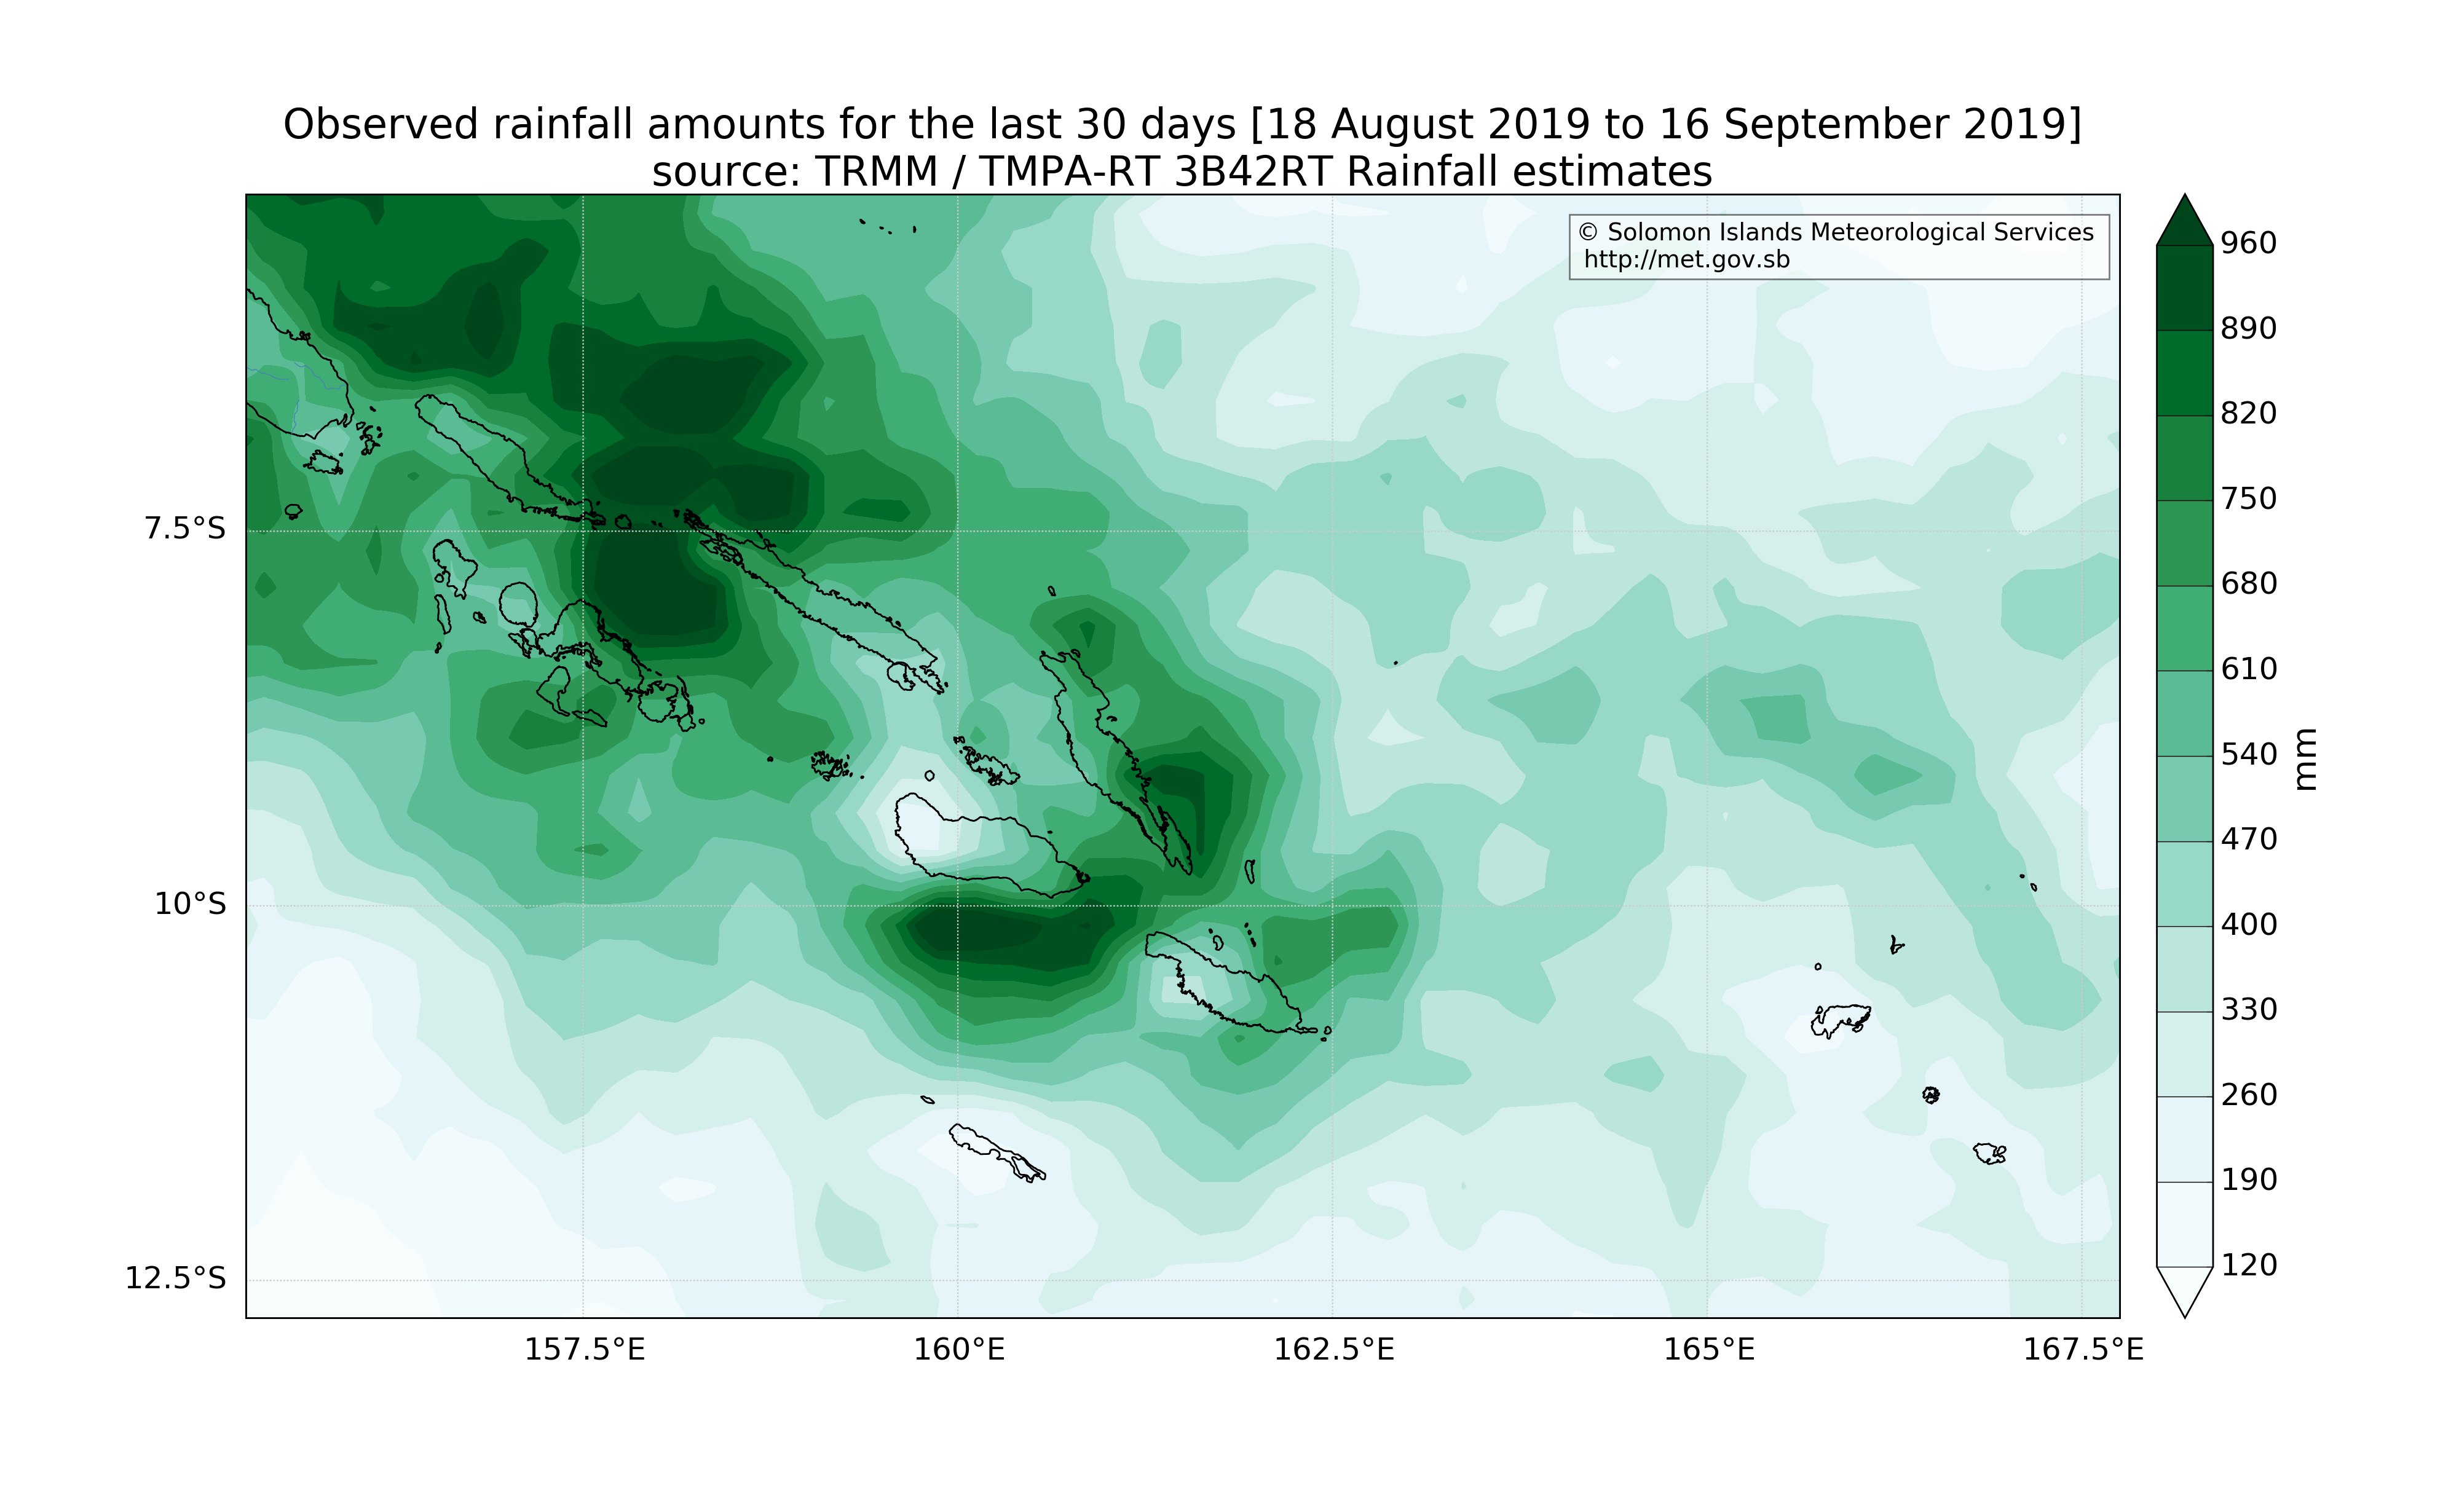 Observed rainfall amounts for the last 30 days [18 August 2019 to 16 September 2019]
source: TRMM / TMPA-RT 3B42RT Rainfall estimates
© Solomon Islands Meteorological Services
http://met.gov.sb
7.5°S
10°S
12.5°S
157.5°E
160°E
162.5°E
165°E
167.5°E
960
890
820
750
680
610
540
470
400
330
260
190
120
mm